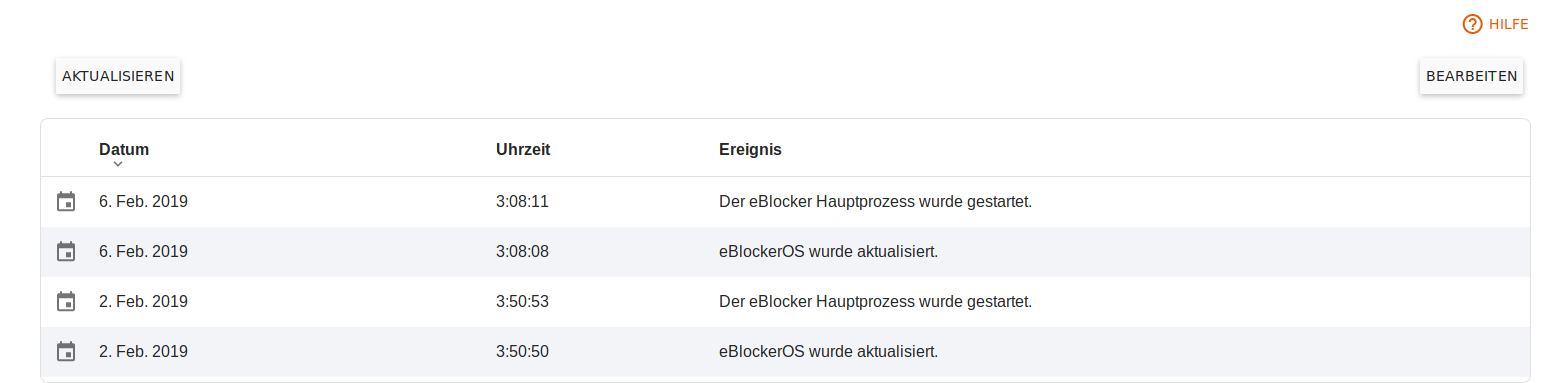 HILFE
AKTUALISIEREN BEARBEITEN
Datum Uhrzeit Ereignis
6. Feb. 2019 3:08:11 Der eBlocker Hauptprozess wurde gestartet.
6. Feb. 2019 3:08:08 eBlockerOS wurde aktualisiert.
2. Feb. 2019 3:50:53 Der eBlocker Hauptprozess wurde gestartet.
2. Feb. 2019 3:50:50 eBlockerOS wurde aktualisiert.